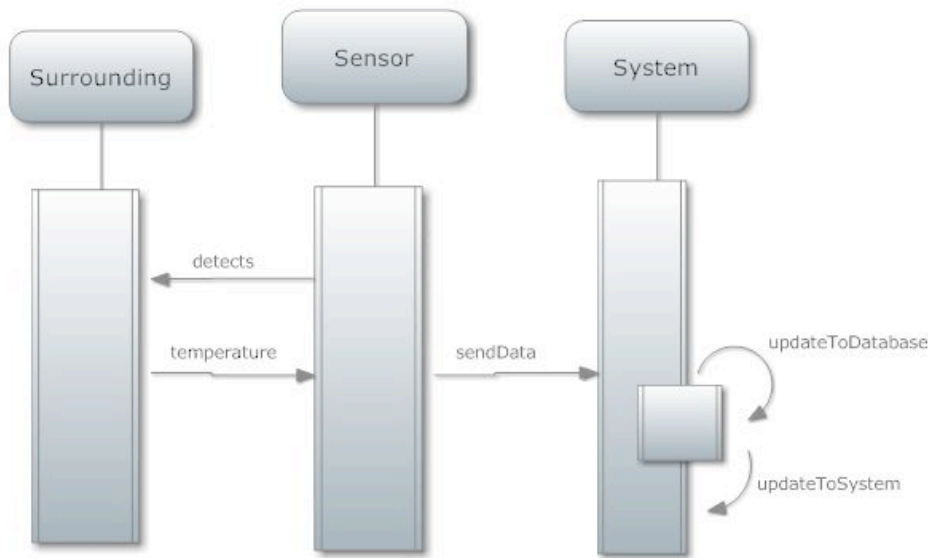 Surrounding
Sensor
System
detects
temperature
sendData
updateToDatabase
updateToSystem